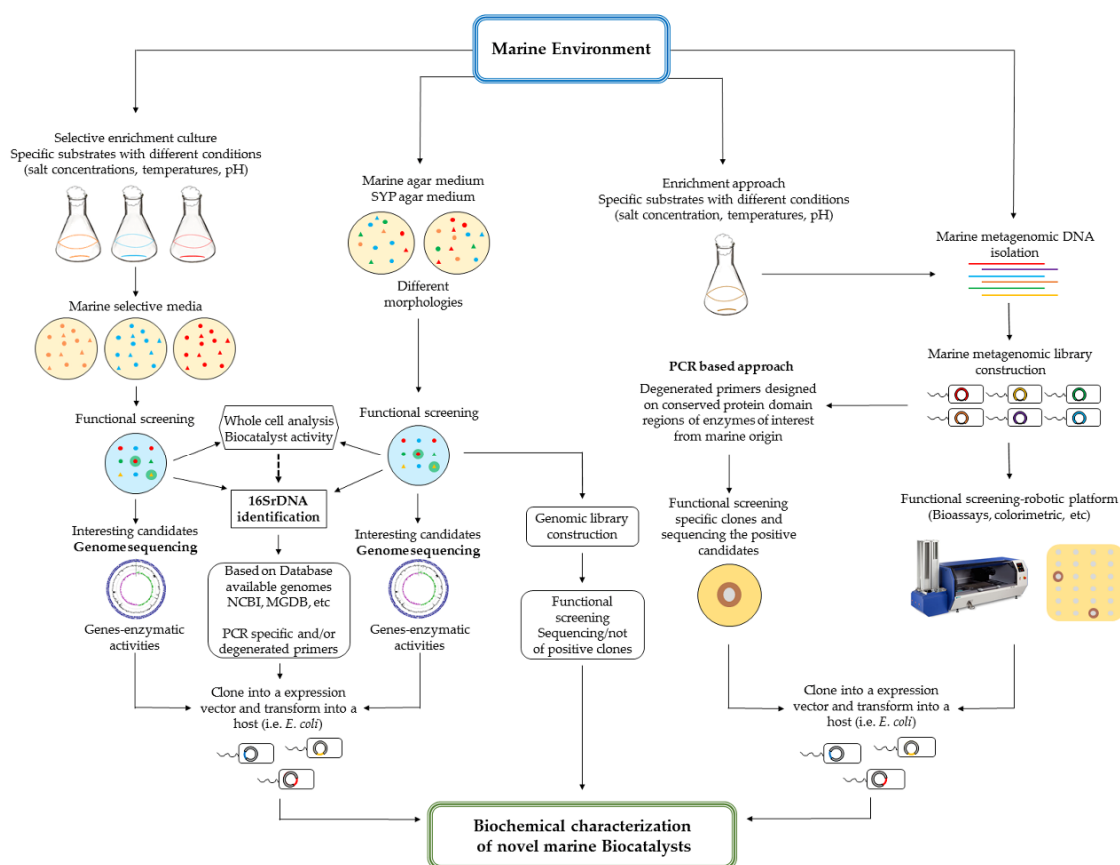 Marine Environment
Selective enrichment culture
Specific substrates with different conditions
(salt concentrations, temperatures, pH)
Marine selective media
Functional screening
Interesting candidates
Genome sequencing
Genes-enzymatic
activities
Marine agar medium
SYP agar medium
Different
morphologies
Functional screening
Interesting candidates
Genome sequencing
Genes-enzymatic
activities
Whole cell analysis
Biocatalyst activity
16SrDNA
identification
Based on Database
available genomes
NCBI, MGDB, etc
PCR specific and/or
degenerated primers
Clone into a expression
vector and transform into a
host (i.e. E. coli)
Genomic library
construction
Functional
screening
Sequencing/not
of positive clones
Enrichment approach
Specific substrates with different conditions
(salt concentration, temperatures, pH)
Marine metagenomic DNA
isolation
Marine metagenomic library
construction
PCR based approach
Degenerated primers designed
on conserved protein domain
regions of enzymes of interest
from marine origin
Functional screening
specific clones and
sequencing the positive
candidates
Functional screening-robotic platform
(Bioassays, colorimetric, etc)
Clone into a expression
vector and transform into a
host (i.e. E. coli)
Biochemical characterization
of novel marine Biocatalysts